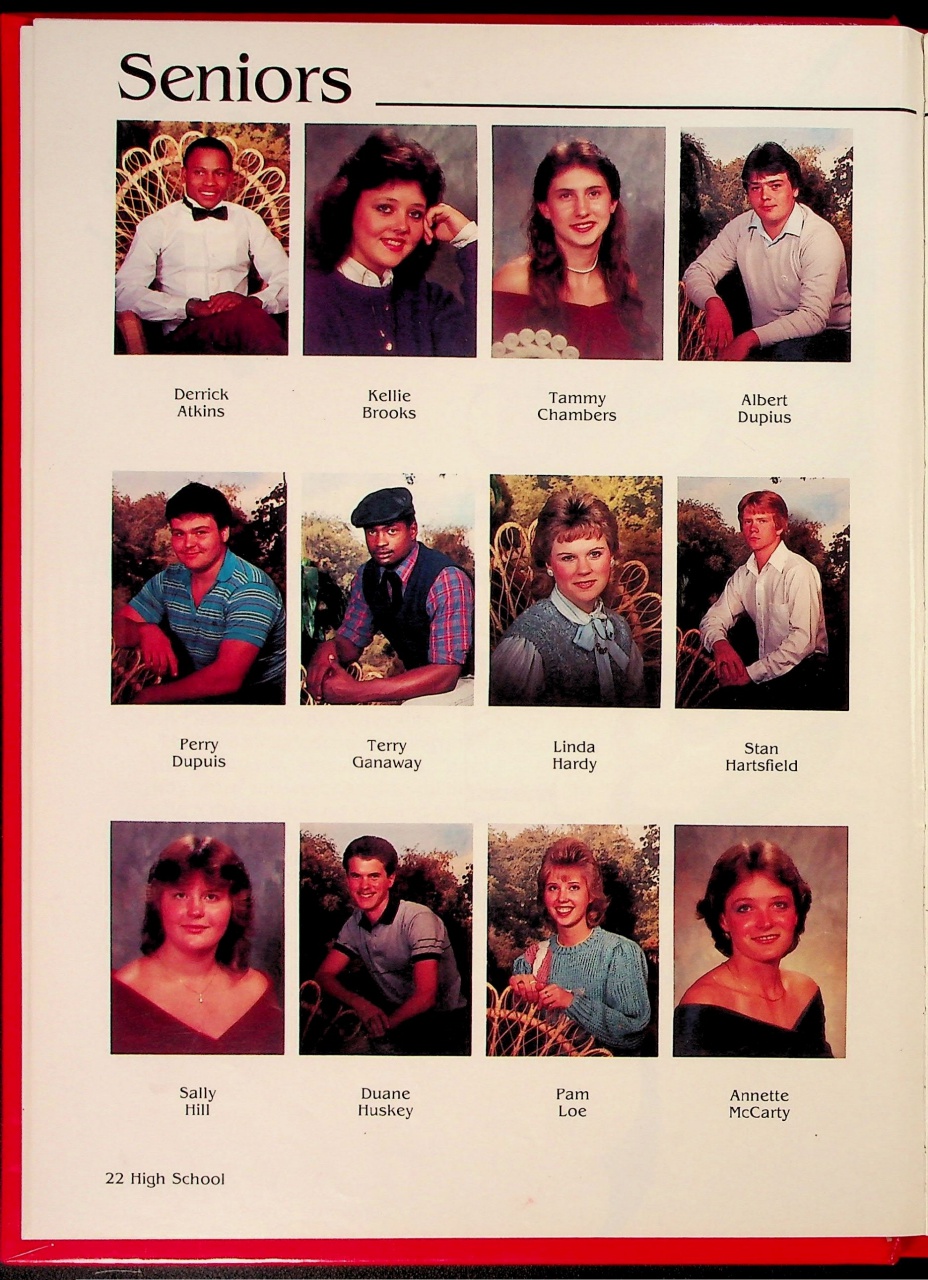 Seniors
Derrick
Atkins
Kellie
Brooks
Tammy
Chambers
Albert
Dupius
Perry
Dupuis
Terry
Ganaway
Linda
Hardy
Stan
Hartsfield
Sally
Hill
Duane
Huskey
Pam
Loe
Annette
McCarty
22 High School